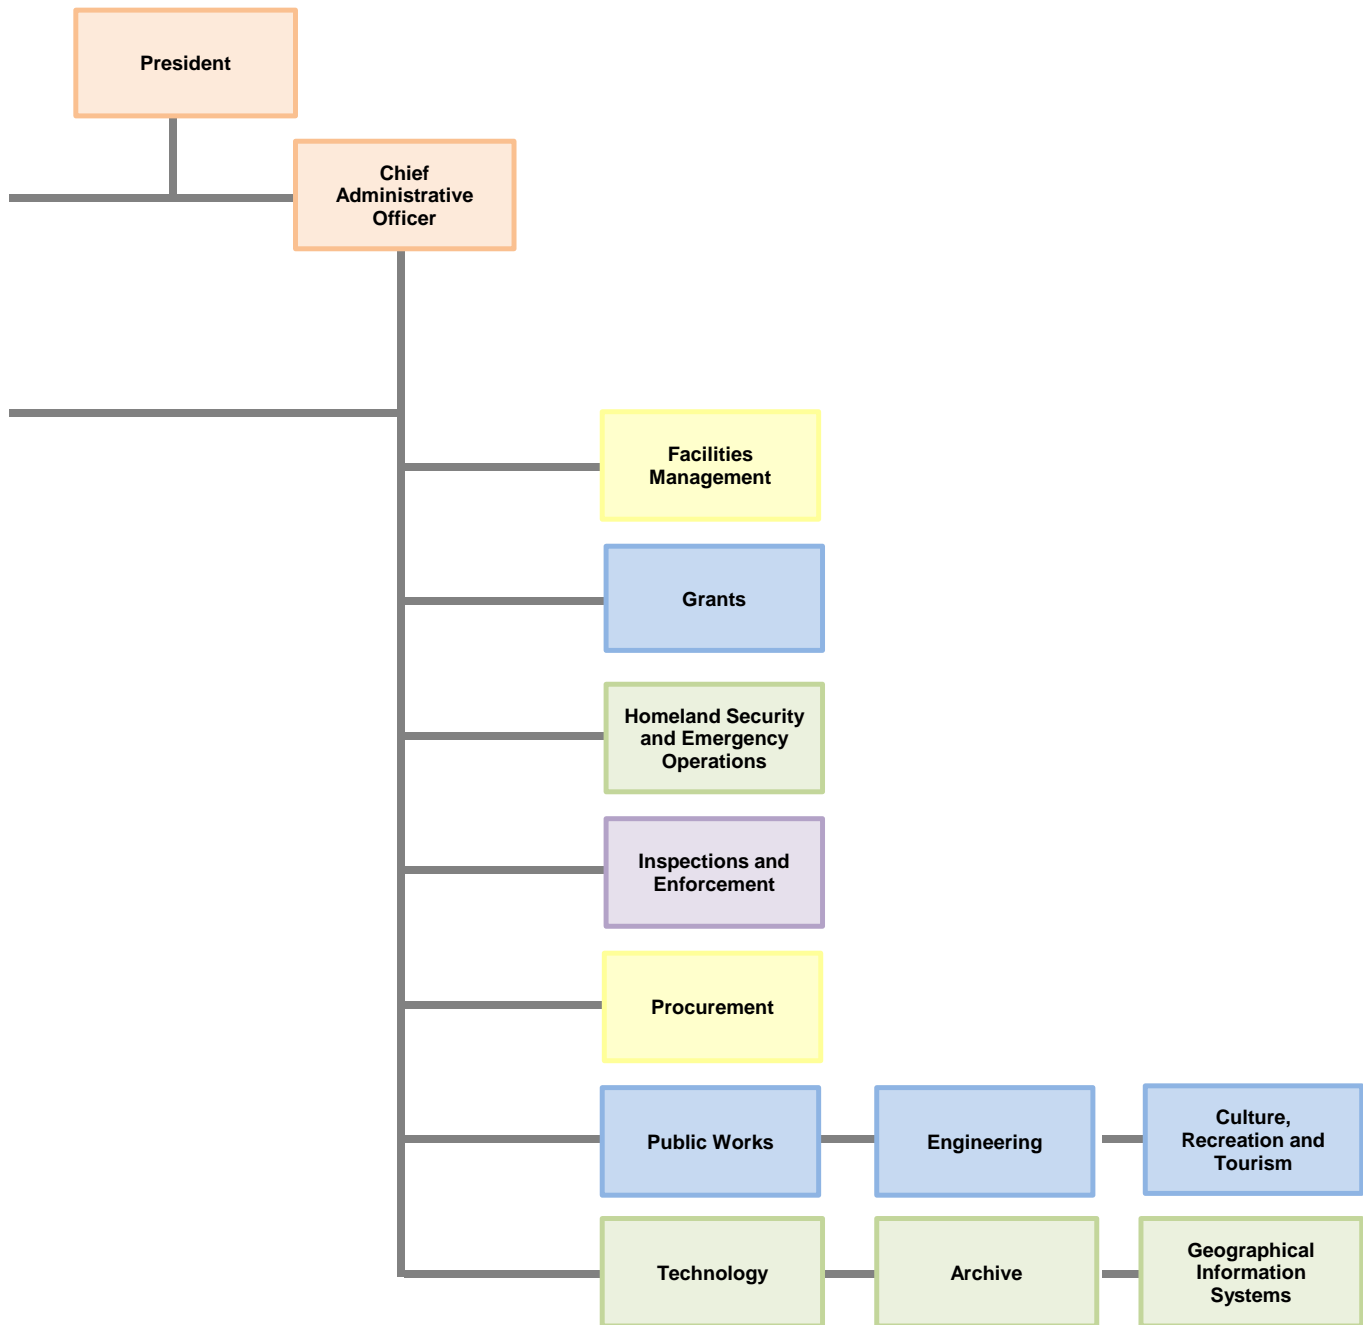 President
Chief
Administrative
Officer
Facilities
Management
Grants
Homeland Security
and Emergency
Operations
Inspections and
Enforcement
Procurement
Public Works
Engineering
Culture,
Recreation and
Tourism
Technology
Archive
Geographical
Information
Systems